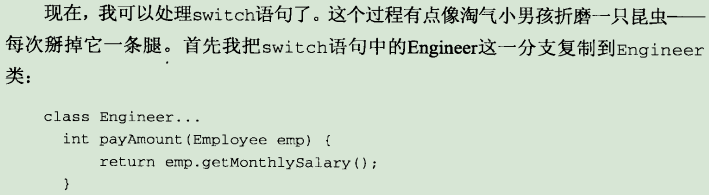 现在，我可以处理switch语句了。这个过程有点像淘气小男孩折磨一只昆虫——
每次掰掉它一条腿。首先我把switch语句中的Engineer这一分支复制到Engineer
类：
class Engineer...
int payAmount(Employee emp) {
return emp.getMonthlySalary();
}